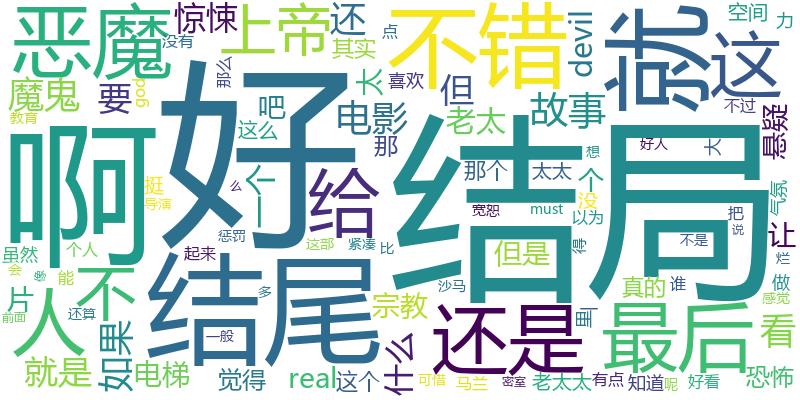 恶魔
惊悚
没有
上帝
还
其实
点
不错
devil
就
空间
力
这
魔鬼
要
god
那么
教育
啊
好
这么
吧
电影
太
喜欢
但
那
老太
故事
不过
悬疑
挺
导演
么
一个
给
结局
那个
太太
个
想
没
好人
大
气氛
宽恕
must
以为
把
说
让
虽然
个人
会
能
像
不
结尾
惩罚
起来
这部
紧凑
比
但是
得
不是
烂
沙马
片
人
还算
前面
多
宗教
还是
最后
真的
谁
做
感觉
看
如果
一般
什么
就是
电梯
觉得
real
这个
可惜
马兰
密室
老太太
有点
知道
呢
好看
恐怖